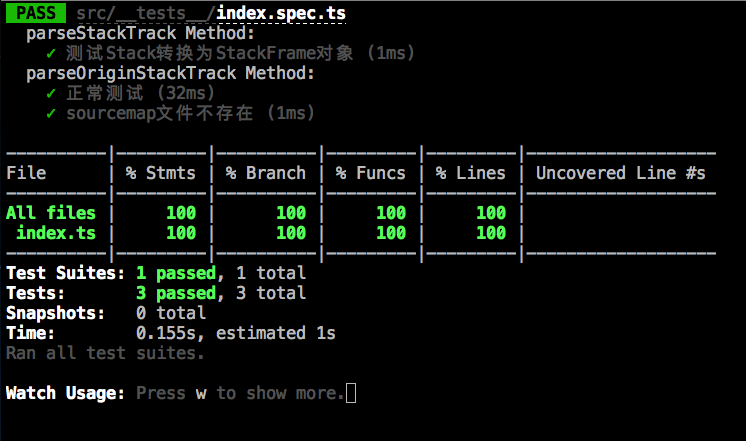 PASS src/__tests__/index.spec.ts
parseStackTrack Method:
✓ 测试Stack转换为StackFrame对象 (1ms)
parseOriginStackTrack Method:
✓ 正常测试 (32ms)
✓ sourcemap文件不存在 (1ms)
----------|---------|----------|---------|---------|-------------------
File | % Stmts | % Branch | % Funcs | % Lines | Uncovered Line #s
----------|---------|----------|---------|---------|-------------------
All files | 100 | 100 | 100 | 100 |
index.ts | 100 | 100 | 100 | 100 |
----------|---------|----------|---------|---------|-------------------
Test Suites: 1 passed, 1 total
Tests: 3 passed, 3 total
Snapshots: 0 total
Time: 0.155s, estimated 1s
Ran all test suites.
Watch Usage: Press w to show more.